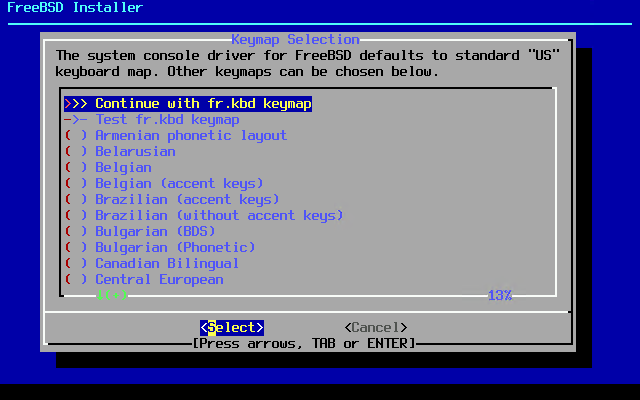 FreeBSD Installer
Keymap Selection
The system console driver for FreeBSD defaults to standard "US"
keyboard map. Other keymaps can be chosen below.
>>> Continue with fr.kbd keymap
->- Test fr.kbd keymap
( ) Armenian phonetic layout
( ) Belarusian
( ) Belgian
( ) Belgian (accent keys)
( ) Brazilian (accent keys)
( ) Brazilian (without accent keys)
( ) Bulgarian (BDS)
( ) Bulgarian (Phonetic)
( ) Canadian Bilingual
( ) Central European
↓(+) 13%
<Select> <Cancel>
[Press arrows, TAB or ENTER]